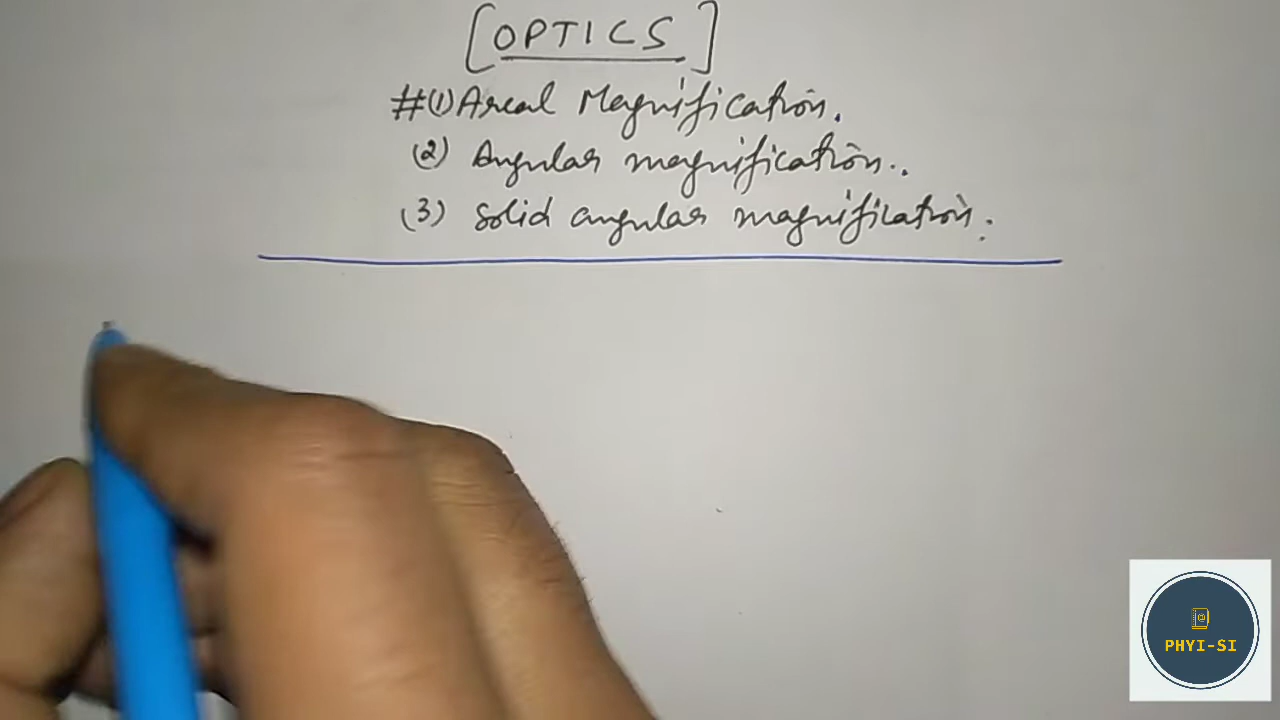 [OPTICS]
#(1) Areal Magnification.
(2) Angular magnification..
(3) Solid angular magnification.
PHYI-SI